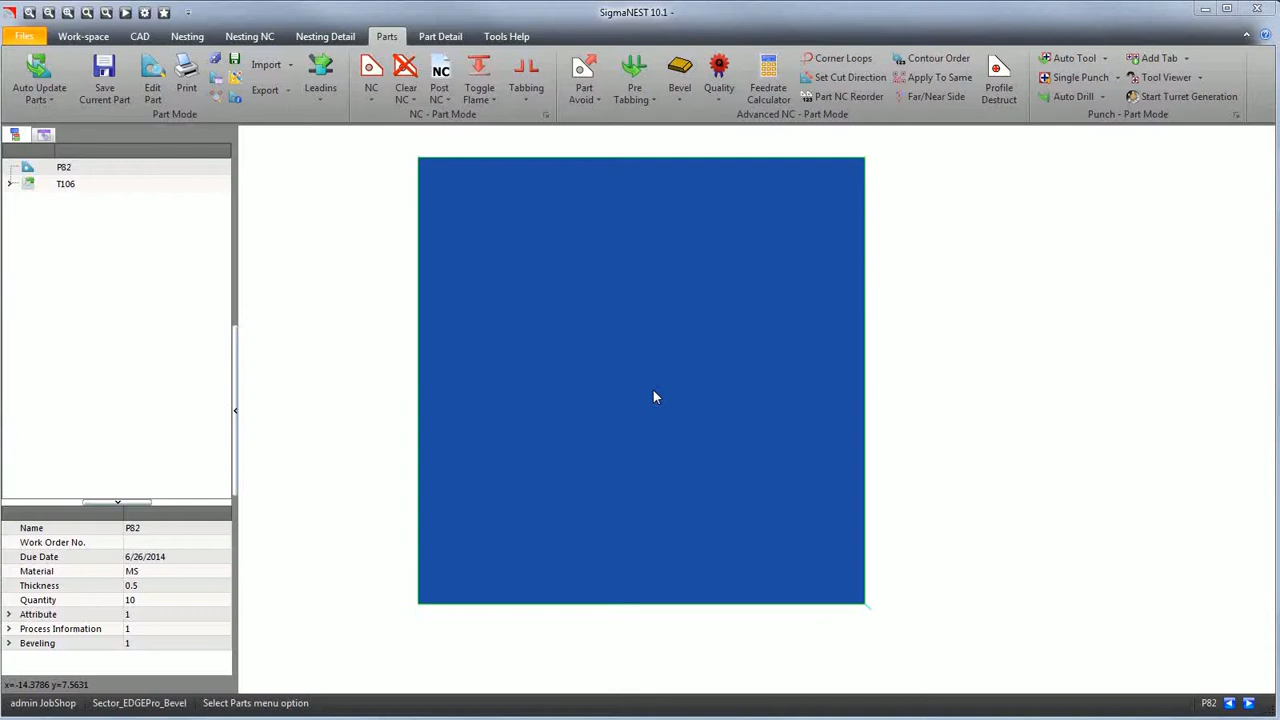 SigmaNEST 10.1 -
Files Work-space CAD Nesting Nesting NC Nesting Detail Parts Part Detail Tools Help
Auto Update Parts
Save Current Part
Edit Part
Print
Import
Export
Leadins
Part Mode
NC
Clear NC
Post NC
Toggle Flame
Tabbing
NC - Part Mode
Part Avoid
Pre Tabbing
Bevel
Quality
Feedrate Calculator
Corner Loops
Set Cut Direction
Part NC Reorder
Contour Order
Apply To Same
Far/Near Side
Profile Destruct
Advanced NC - Part Mode
Auto Tool
Single Punch
Auto Drill
Add Tab
Tool Viewer
Start Turret Generation
Punch - Part Mode
P82
T106
Name P82
Work Order No.
Due Date 6/26/2014
Material MS
Thickness 0.5
Quantity 10
Attribute 1
Process Information 1
Beveling 1
x=-14.3786 y=7.5631
admin JobShop Sector_EDGEPro_Bevel Select Parts menu option P82